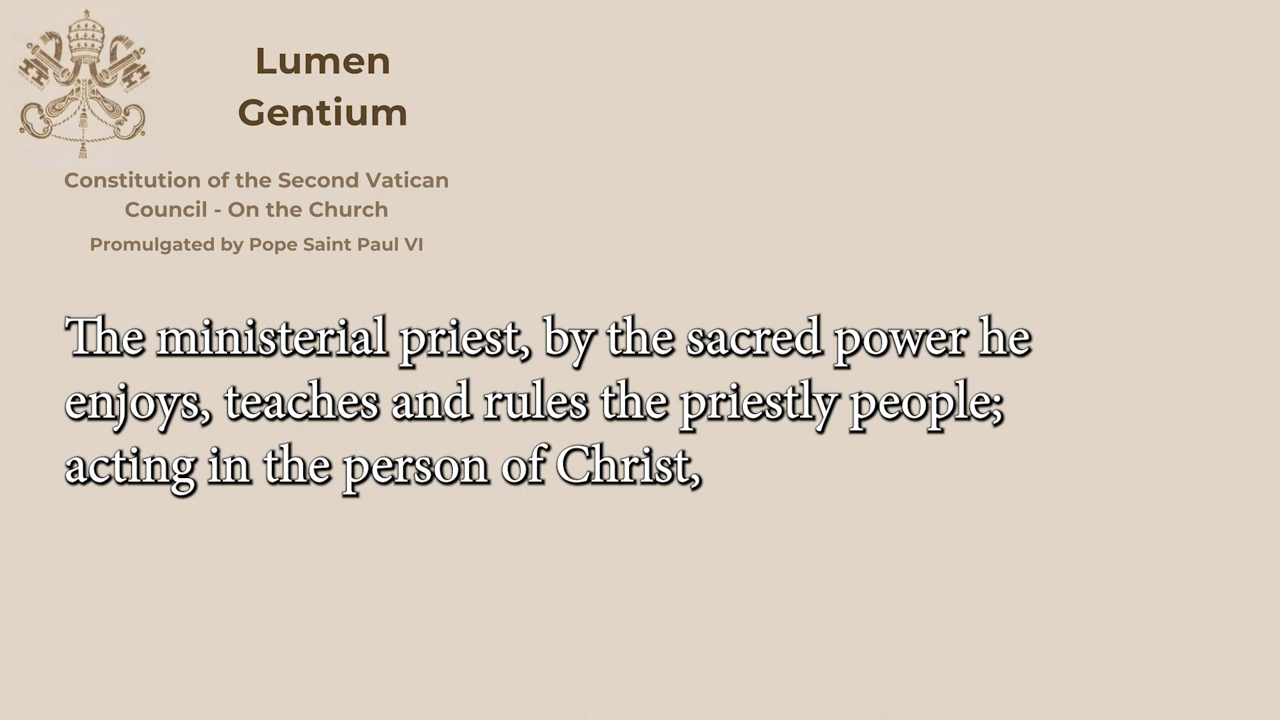 Lumen
Gentium
Constitution of the Second Vatican
Council - On the Church
Promulgated by Pope Saint Paul VI
The ministerial priest, by the sacred power he
enjoys, teaches and rules the priestly people;
acting in the person of Christ,